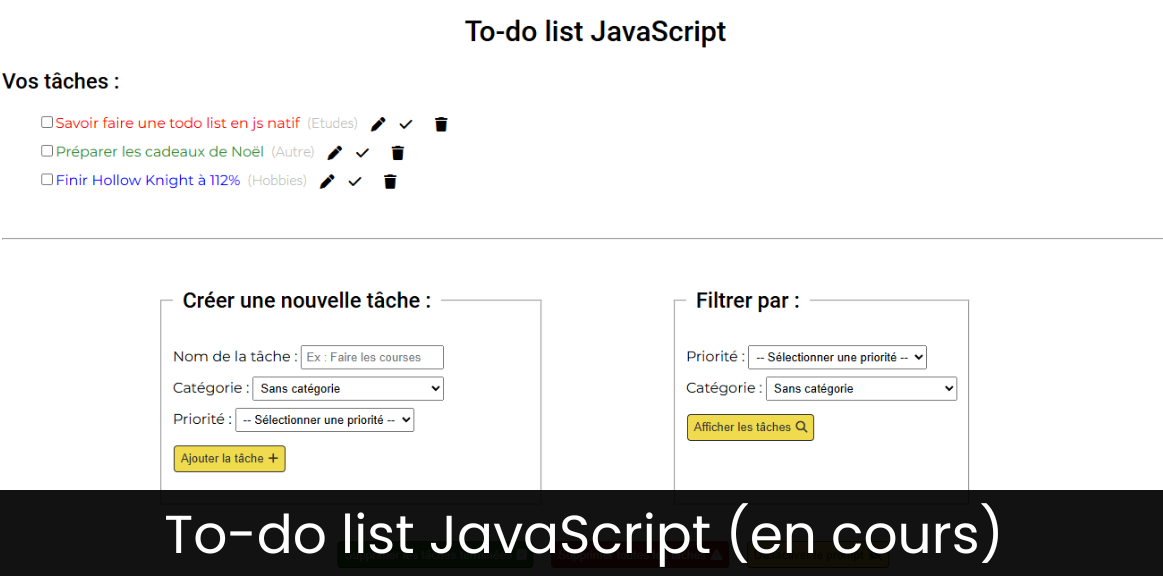 To-do list JavaScript
Vos tâches :
Savoir faire une todo list en js natif (Etudes)
Préparer les cadeaux de Noël (Autre)
Finir Hollow Knight à 112% (Hobbies)
Créer une nouvelle tâche :
Nom de la tâche : Ex : Faire les courses
Catégorie : Sans catégorie
Priorité : -- Sélectionner une priorité --
Ajouter la tâche
Filtrer par :
Priorité : -- Sélectionner une priorité --
Catégorie : Sans catégorie
Afficher les tâches
To-do list JavaScript (en cours)